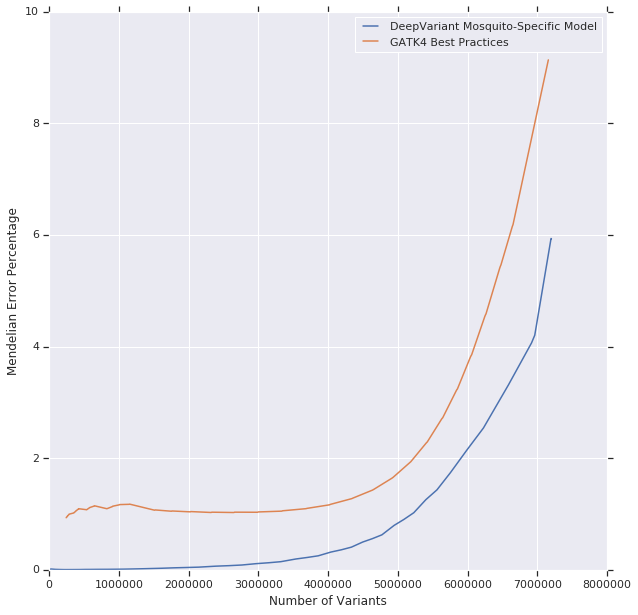 10
8
6
4
2
0
Mendelian Error Percentage
DeepVariant Mosquito-Specific Model
GATK4 Best Practices
0 1000000 2000000 3000000 4000000 5000000 6000000 7000000 8000000
Number of Variants